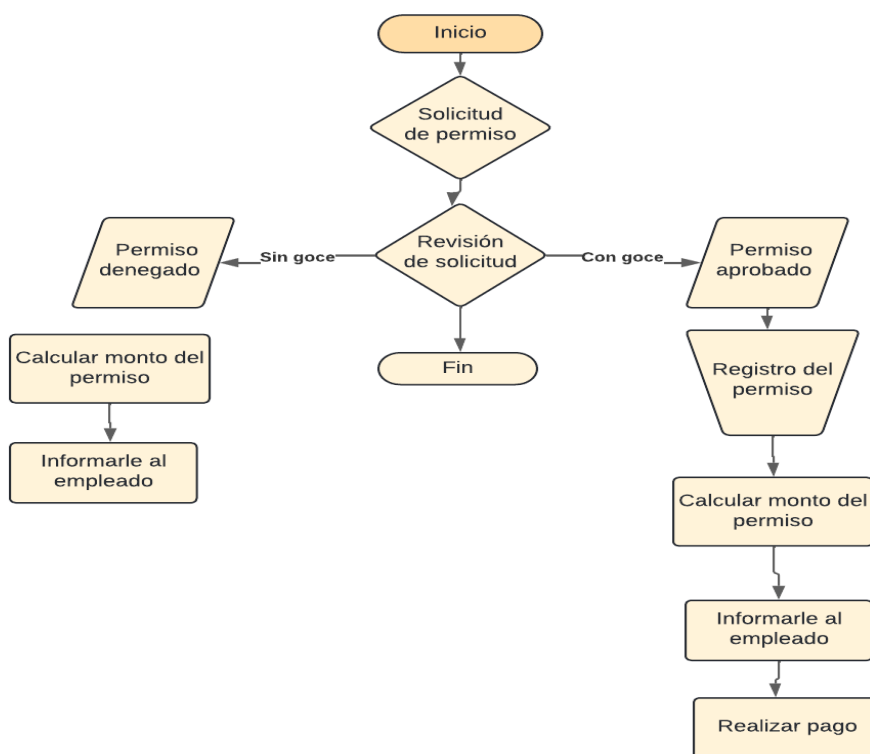 Inicio
Solicitud
de permiso
Permiso
denegado
Sin goce
Revisión
de solicitud
Con goce
Permiso
aprobado
Calcular monto del
permiso
Fin
Registro del
permiso
Informarle al
empleado
Calcular monto del
permiso
Informarle al
empleado
Realizar pago